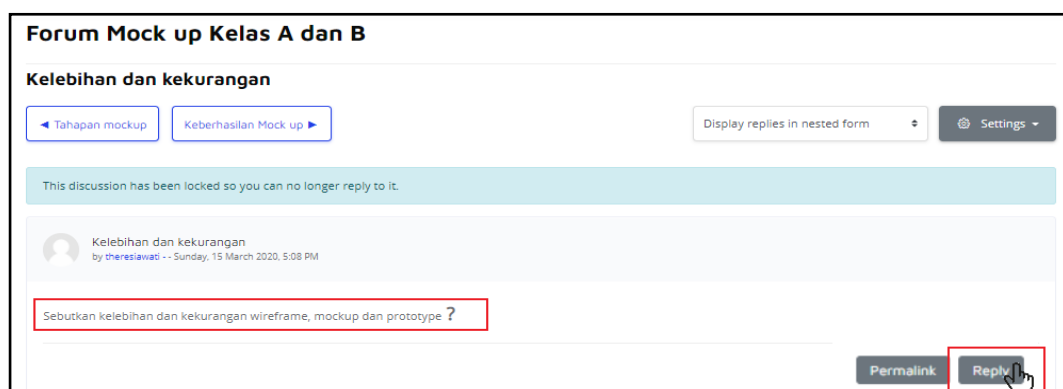 Forum Mock up Kelas A dan B
Kelebihan dan kekurangan
◄ Tahapan mockup
Keberhasilan Mock up ►
Display replies in nested form
Settings
This discussion has been locked so you can no longer reply to it.
Kelebihan dan kekurangan
by theresiawati - - Sunday, 15 March 2020, 5:08 PM
Sebutkan kelebihan dan kekurangan wireframe, mockup dan prototype ?
Permalink
Reply